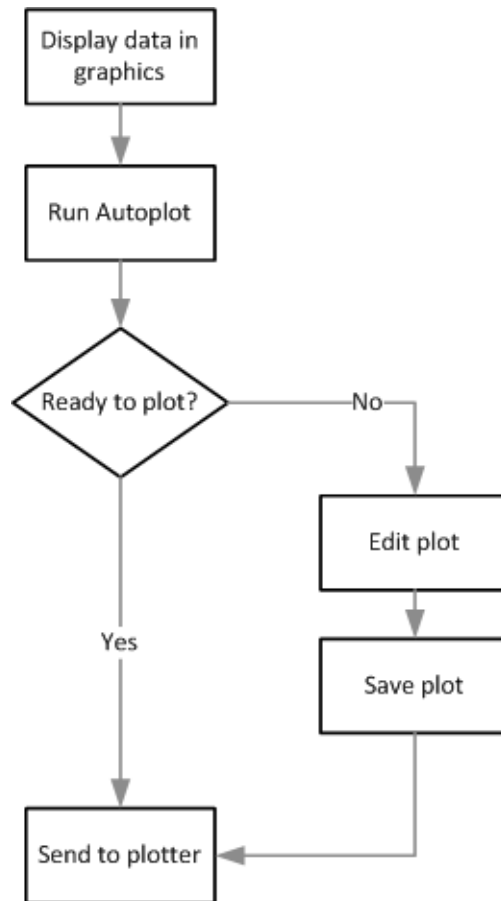 Display data in
graphics
Run Autoplot
Ready to plot?
No
Edit plot
Yes
Save plot
Send to plotter